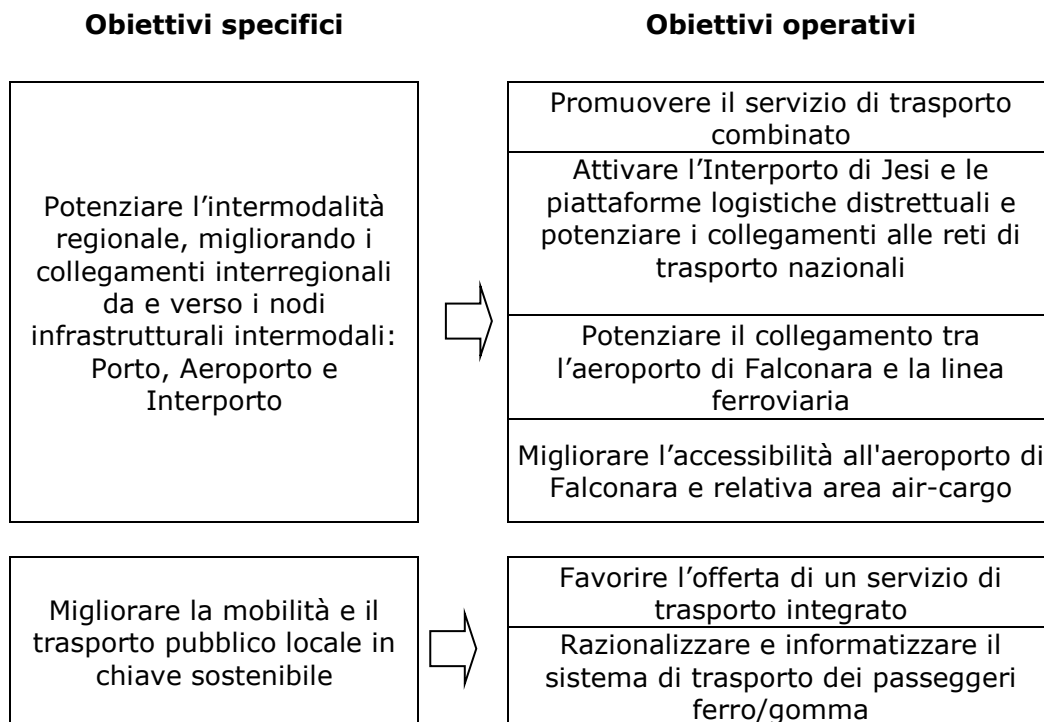 Obiettivi specifici
Obiettivi operativi
Potenziare l’intermodalità
regionale, migliorando i
collegamenti interregionali
da e verso i nodi
infrastrutturali intermodali:
Porto, Aeroporto e
Interporto
Promuovere il servizio di trasporto
combinato
Attivare l’Interporto di Jesi e le
piattaforme logistiche distrettuali e
potenziare i collegamenti alle reti di
trasporto nazionali
Potenziare il collegamento tra
l’aeroporto di Falconara e la linea
ferroviaria
Migliorare l’accessibilità all'aeroporto di
Falconara e relativa area air-cargo
Migliorare la mobilità e il
trasporto pubblico locale in
chiave sostenibile
Favorire l’offerta di un servizio di
trasporto integrato
Razionalizzare e informatizzare il
sistema di trasporto dei passeggeri
ferro/gomma